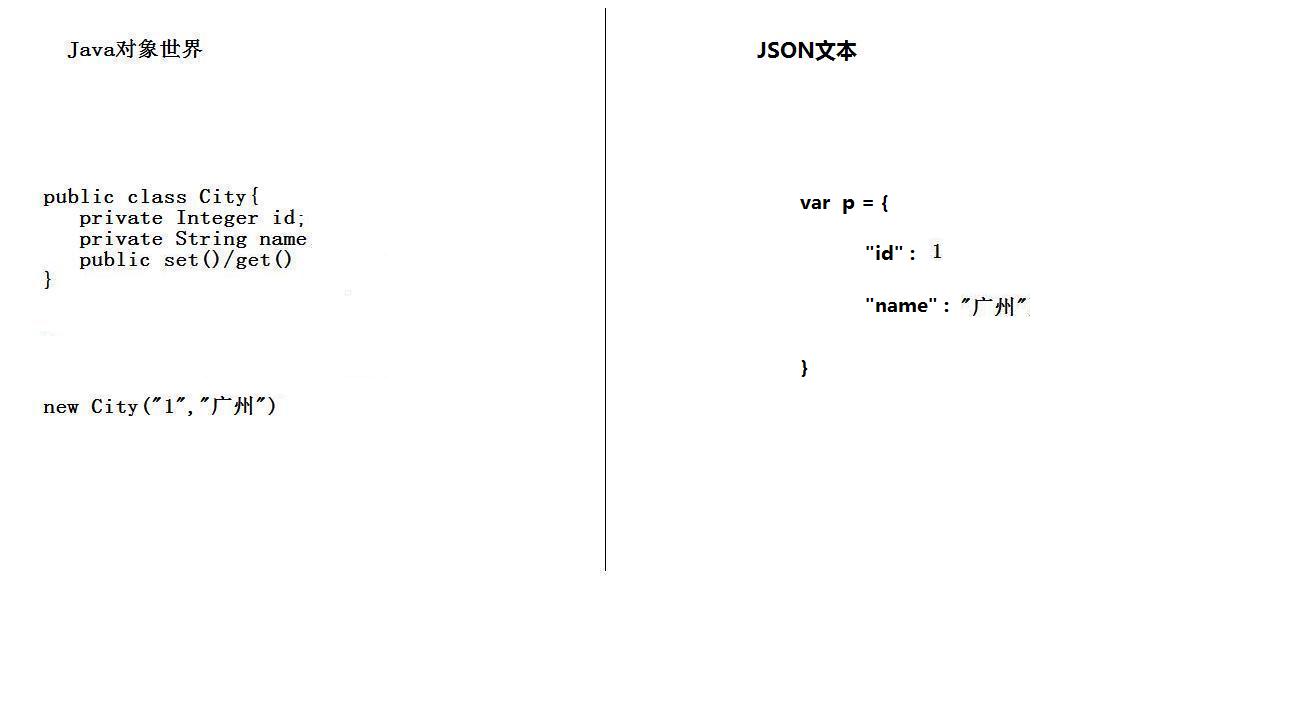 Java对象世界
public class City{
private Integer id;
private String name
public set()/get()
}
new City("1","广州")
JSON文本
var p = {
"id" : 1
"name" : "广州"
}